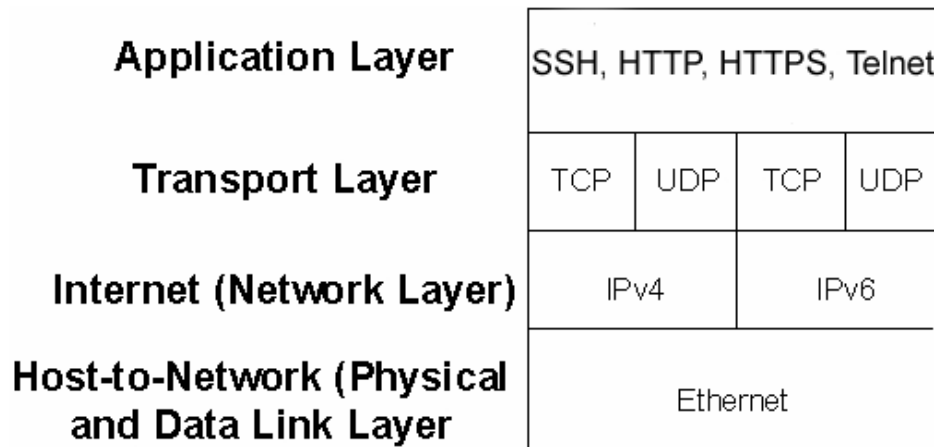 Application Layer
SSH, HTTP, HTTPS, Telnet
Transport Layer
TCP
UDP
TCP
UDP
Internet (Network Layer)
IPv4
IPv6
Host-to-Network (Physical
and Data Link Layer
Ethernet